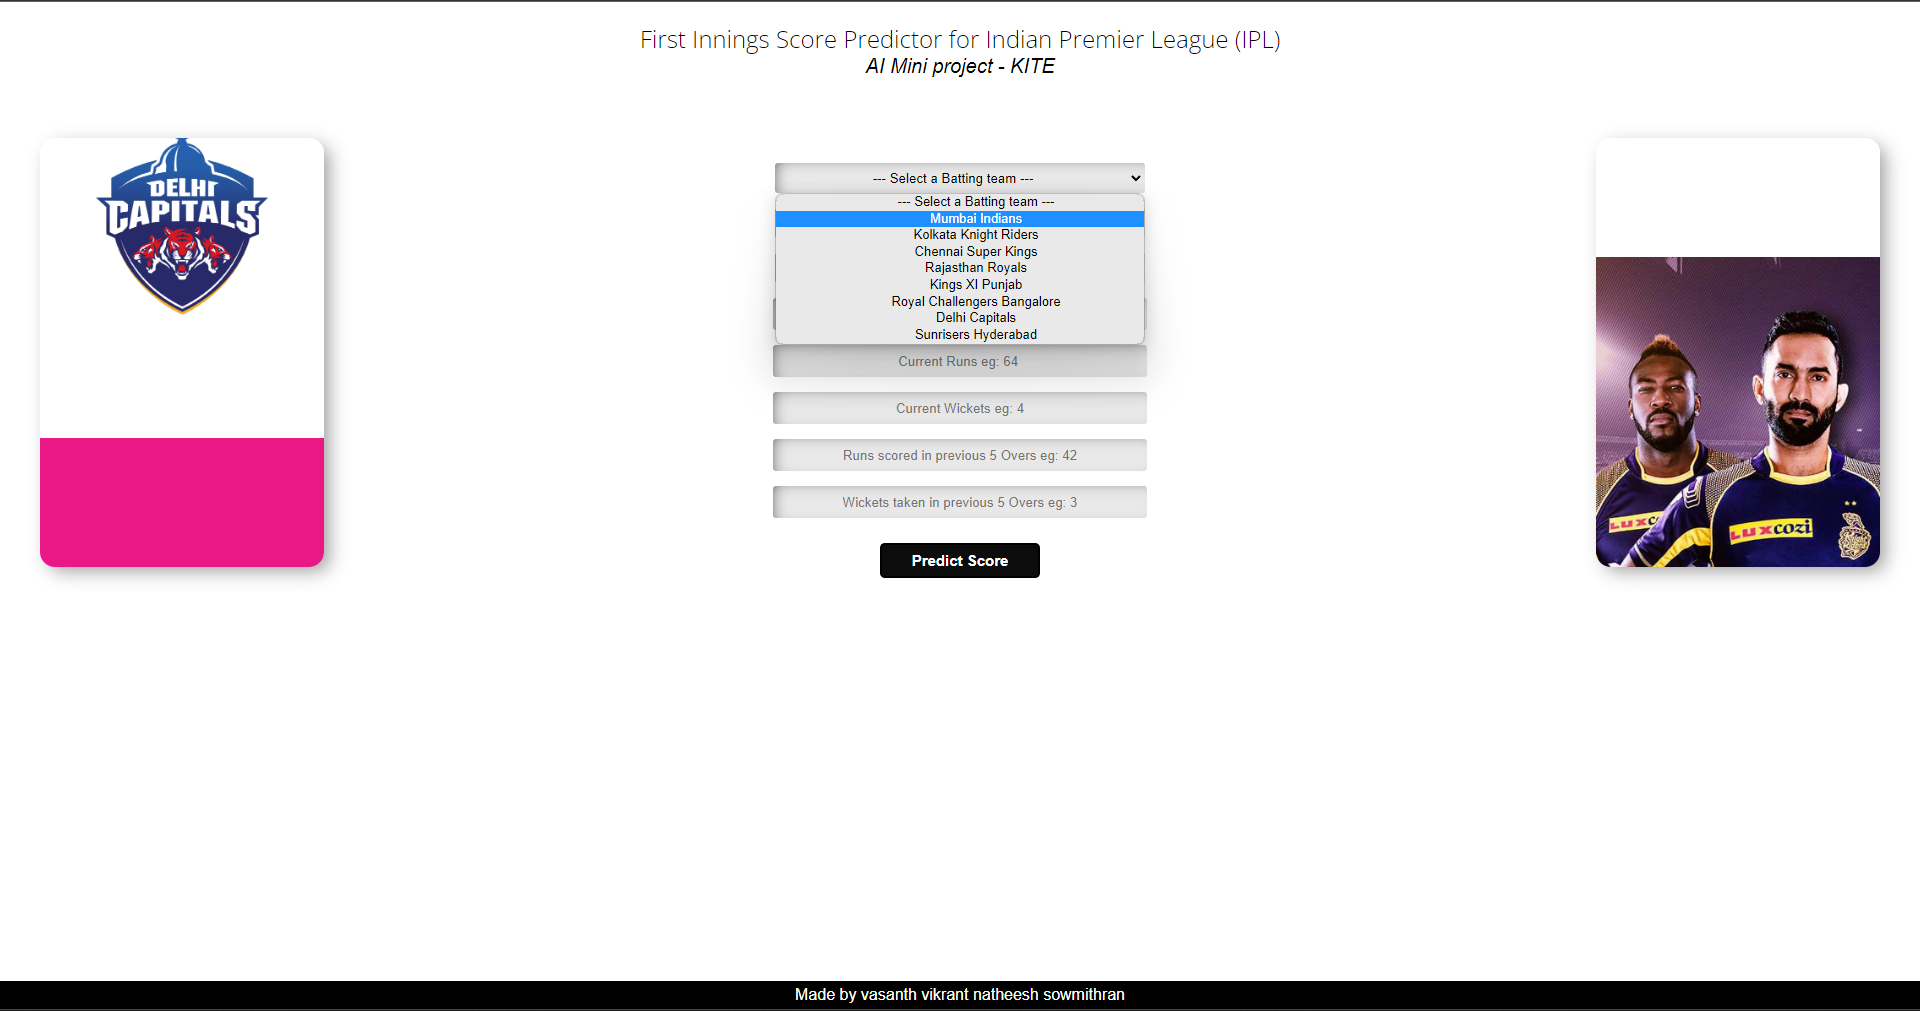 First Innings Score Predictor for Indian Premier League (IPL)
AI Mini project - KITE
DELHI
CAPITALS
--- Select a Batting team ---
--- Select a Batting team ---
Mumbai Indians
Kolkata Knight Riders
Chennai Super Kings
Rajasthan Royals
Kings XI Punjab
Royal Challengers Bangalore
Delhi Capitals
Sunrisers Hyderabad
Current Runs eg: 64
Current Wickets eg: 4
Runs scored in previous 5 Overs eg: 42
Wickets taken in previous 5 Overs eg: 3
Predict Score
LUXCO
LUXCOZI
Made by vasanth vikrant natheesh sowmithran